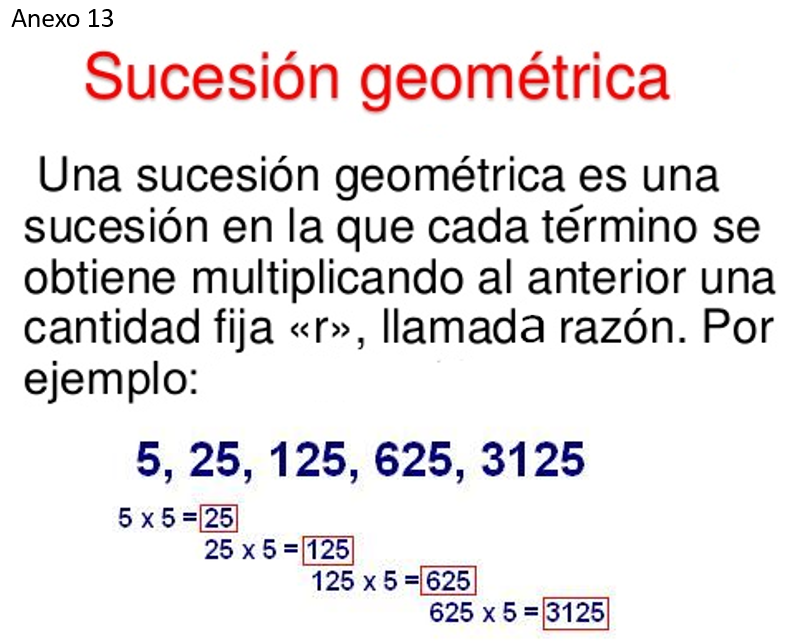 Anexo 13
Sucesión geométrica
Una sucesión geométrica es una
sucesión en la que cada término se
obtiene multiplicando al anterior una
cantidad fija «r», llamada razón. Por
ejemplo:
5, 25, 125, 625, 3125
5 x 5 = 25
25 x 5 = 125
125 x 5 = 625
625 x 5 = 3125